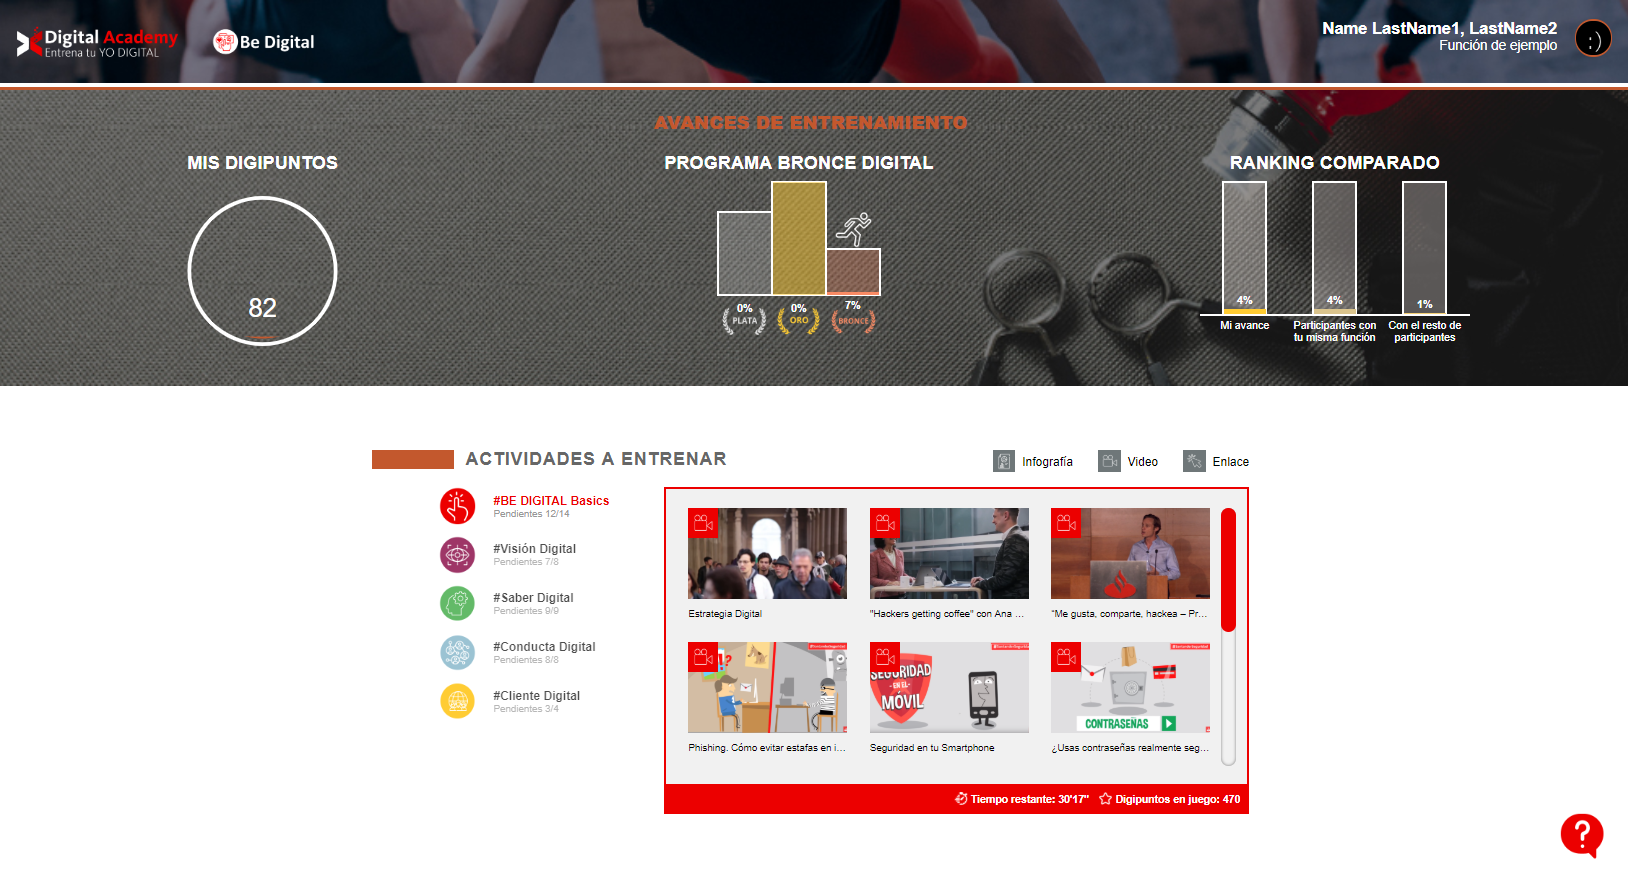 Digital Academy
Entrena tu YO DIGITAL
Be Digital
Name LastName1, LastName2
Función de ejemplo
:)
AVANCES DE ENTRENAMIENTO
MIS DIGIPUNTOS
82
PROGRAMA BRONCE DIGITAL
0%
PLATA
0%
ORO
7%
BRONCE
RANKING COMPARADO
4%
4%
1%
Mi avance
Participantes con
tu misma función
Con el resto de
participantes
ACTIVIDADES A ENTRENAR
Infografía
Video
Enlace
#BE DIGITAL Basics
Pendientes 12/14
#Visión Digital
Pendientes 7/8
#Saber Digital
Pendientes 9/9
#Conducta Digital
Pendientes 8/8
#Cliente Digital
Pendientes 3/4
Estrategia Digital
"Hackers getting coffee" con Ana ...
"Me gusta, comparte, hackea – Pr...
SEGURIDAD
-EN EL-
MÓVIL
CONTRASEÑAS
Phishing. Cómo evitar estafas en i...
Seguridad en tu Smartphone
¿Usas contraseñas realmente seg...
Tiempo restante: 30'17"
Digipuntos en juego: 470
?